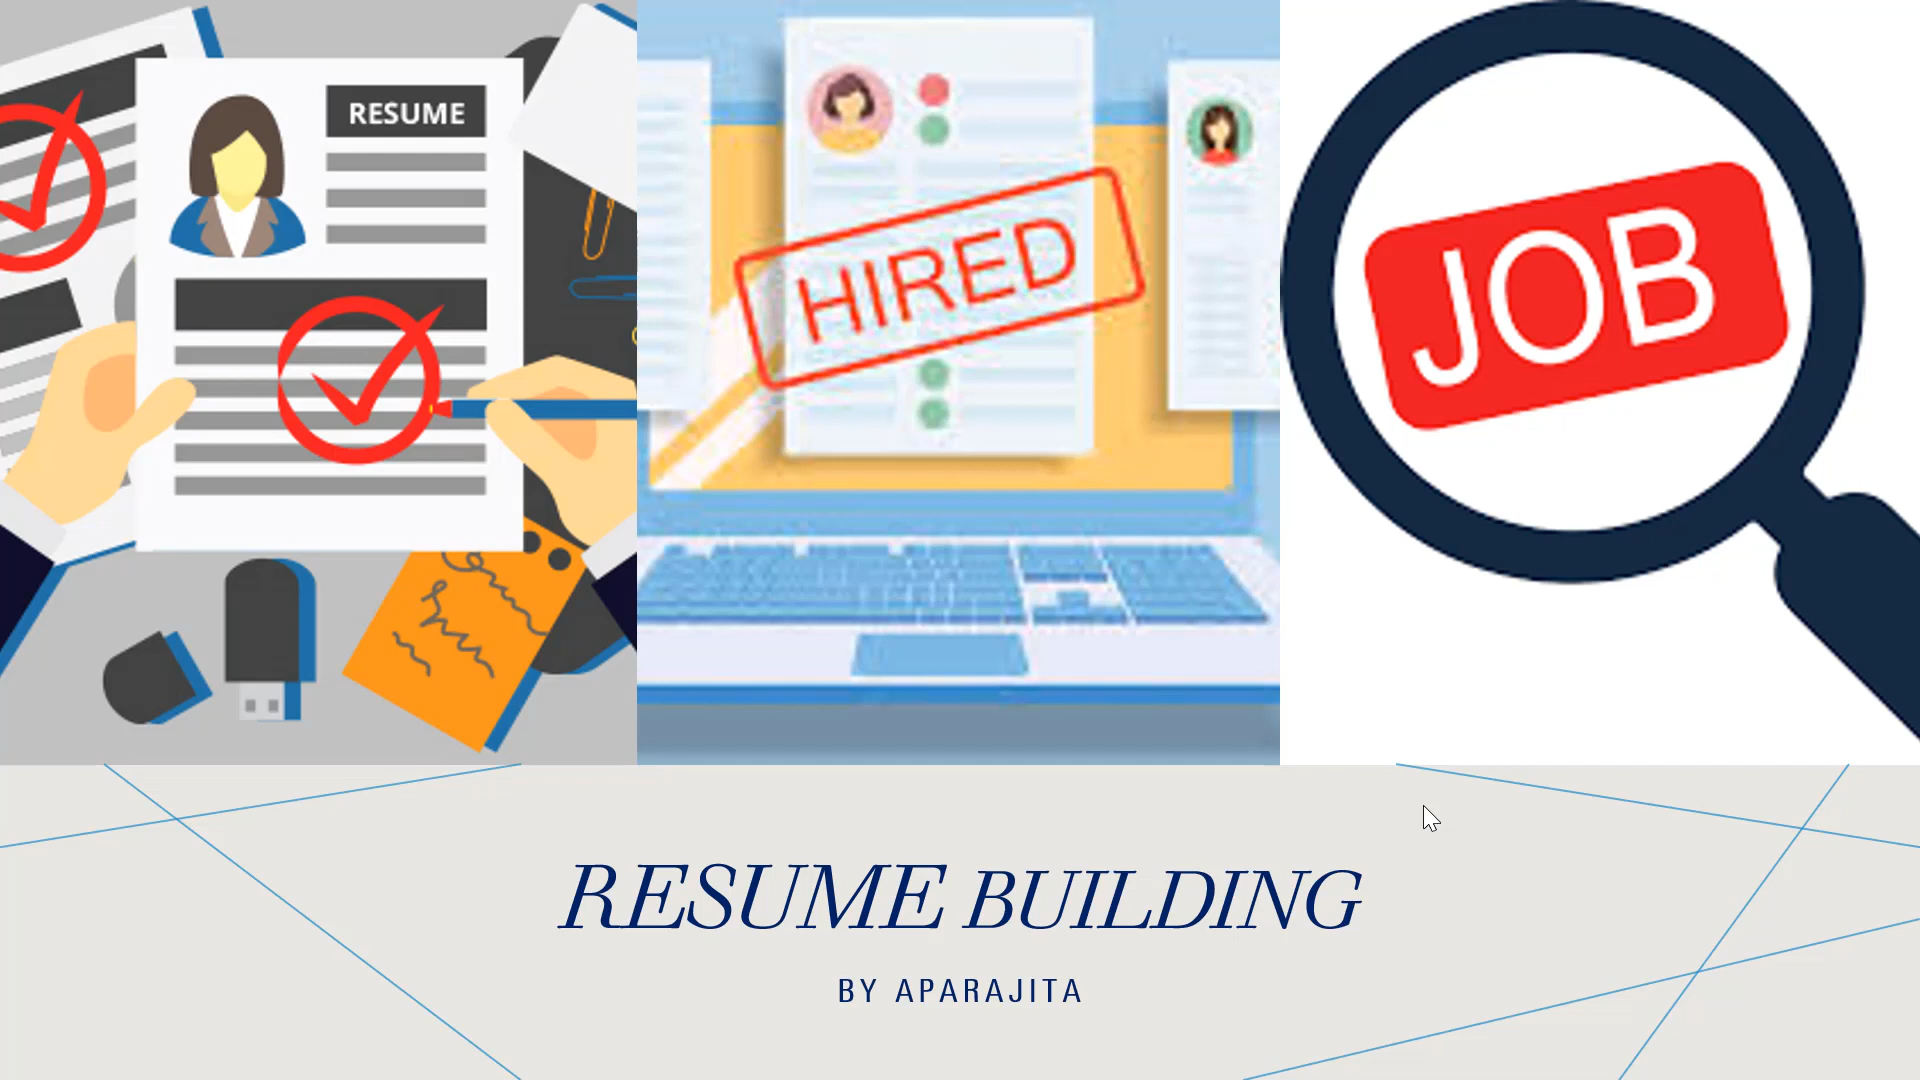 RESUME
HIRED
JOB
RESUME BUILDING
BY APARAJITA